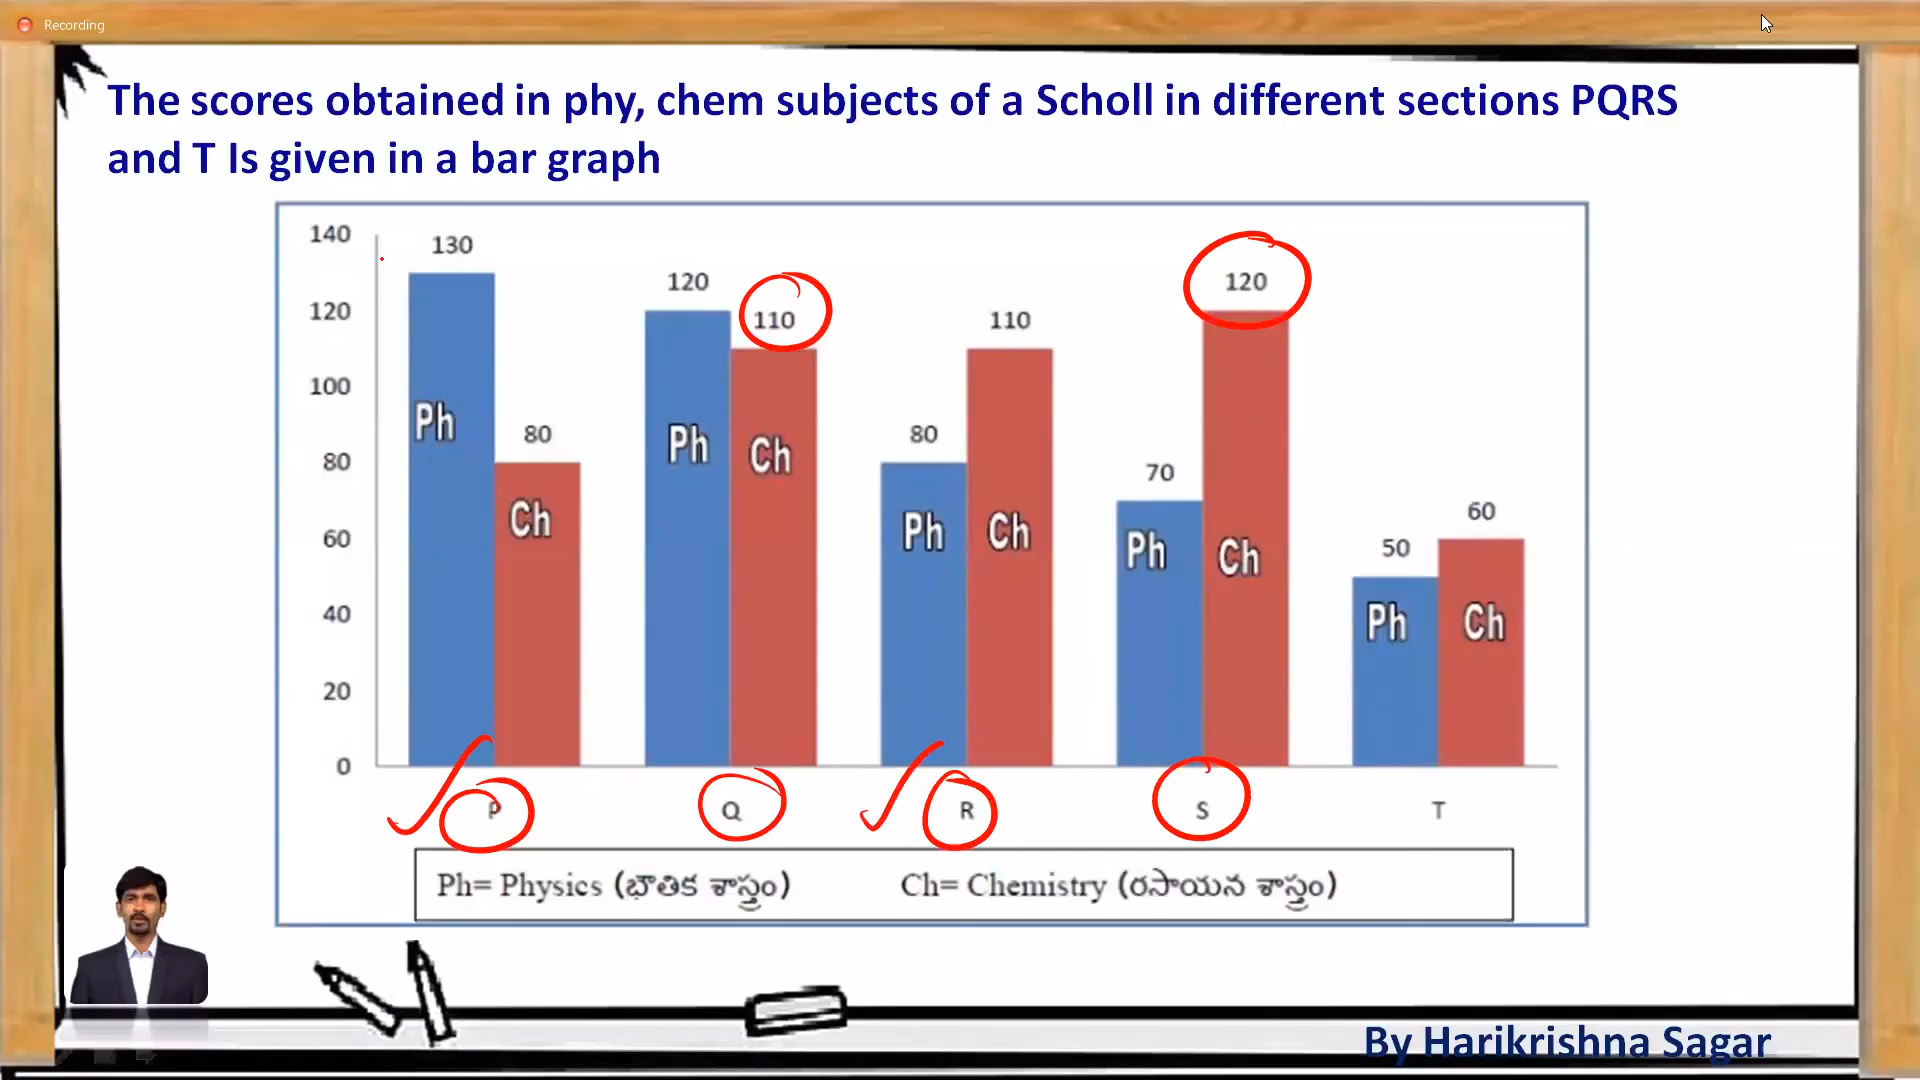 Recording
The scores obtained in phy, chem subjects of a Scholl in different sections PQRS
and T Is given in a bar graph
140
130
120
120
110
110
120
100
80
80
80
70
60
60
50
40
20
0
Ph
Ch
Ph
Ch
Ph
Ch
Ph
Ch
Ph
Ch
P
Q
R
S
T
Ph= Physics (భౌతిక శాస్త్రం) Ch= Chemistry (రసాయన శాస్త్రం)
By Harikrishna Sagar